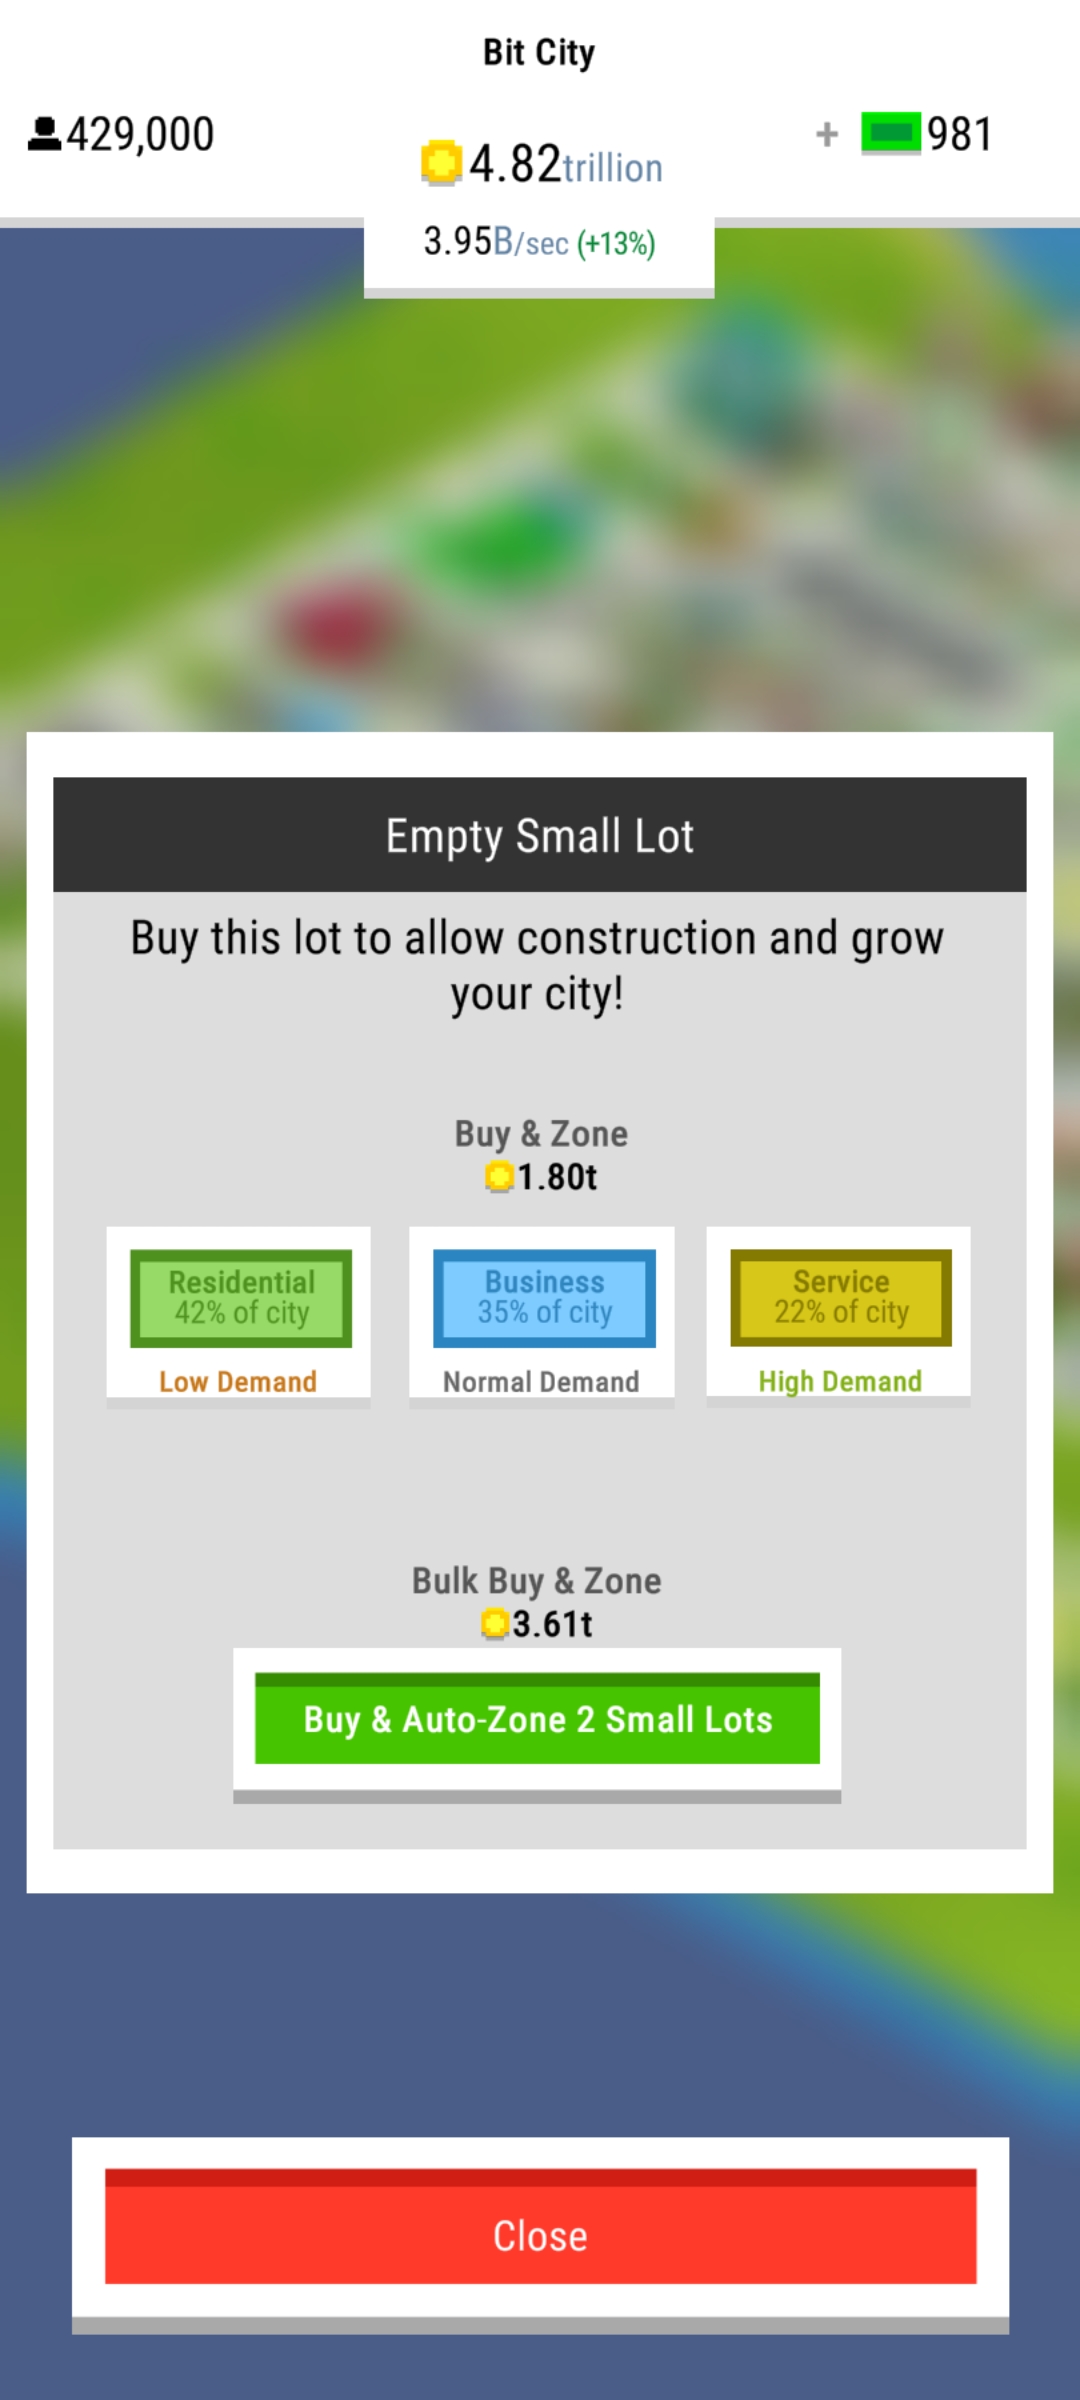 Bit City
429,000
4.82trillion
+ 981
3.95B/sec (+13%)
Empty Small Lot
Buy this lot to allow construction and grow
your city!
Buy & Zone
1.80t
Residential
42% of city
Low Demand
Business
35% of city
Normal Demand
Service
22% of city
High Demand
Bulk Buy & Zone
3.61t
Buy & Auto-Zone 2 Small Lots
Close